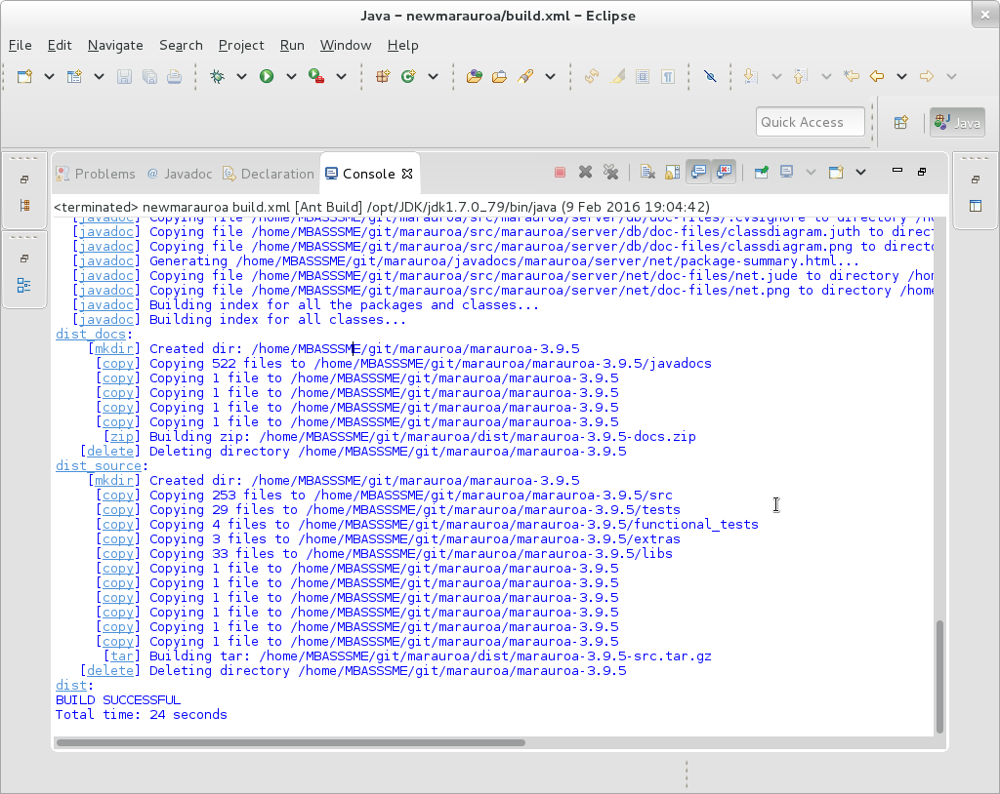 Java – newmarauroa/build.xml – Eclipse
File Edit Navigate Search Project Run Window Help
Quick Access
Java
Problems @ Javadoc Declaration Console
<terminated> newmarauroa build.xml [Ant Build] /opt/JDK/jdk1.7.0_79/bin/java (9 Feb 2016 19:04:42)
[javadoc] Copying file /home/MBASSSME/git/marauroa/src/marauroa/server/db/doc-files/.cvsignore to directory
[javadoc] Copying file /home/MBASSSME/git/marauroa/src/marauroa/server/db/doc-files/classdiagram.juth to direct
[javadoc] Copying file /home/MBASSSME/git/marauroa/src/marauroa/server/db/doc-files/classdiagram.png to directo
[javadoc] Generating /home/MBASSSME/git/marauroa/javadocs/marauroa/server/net/package-summary.html...
[javadoc] Copying file /home/MBASSSME/git/marauroa/src/marauroa/server/net/doc-files/net.jude to directory /hom
[javadoc] Copying file /home/MBASSSME/git/marauroa/src/marauroa/server/net/doc-files/net.png to directory /home
[javadoc] Building index for all the packages and classes...
[javadoc] Building index for all classes...
dist_docs:
[mkdir] Created dir: /home/MBASSSME/git/marauroa/marauroa-3.9.5
[copy] Copying 522 files to /home/MBASSSME/git/marauroa/marauroa-3.9.5/javadocs
[copy] Copying 1 file to /home/MBASSSME/git/marauroa/marauroa-3.9.5
[copy] Copying 1 file to /home/MBASSSME/git/marauroa/marauroa-3.9.5
[copy] Copying 1 file to /home/MBASSSME/git/marauroa/marauroa-3.9.5
[copy] Copying 1 file to /home/MBASSSME/git/marauroa/marauroa-3.9.5
[zip] Building zip: /home/MBASSSME/git/marauroa/dist/marauroa-3.9.5-docs.zip
[delete] Deleting directory /home/MBASSSME/git/marauroa/marauroa-3.9.5
dist_source:
[mkdir] Created dir: /home/MBASSSME/git/marauroa/marauroa-3.9.5
[copy] Copying 253 files to /home/MBASSSME/git/marauroa/marauroa-3.9.5/src
[copy] Copying 29 files to /home/MBASSSME/git/marauroa/marauroa-3.9.5/tests
[copy] Copying 4 files to /home/MBASSSME/git/marauroa/marauroa-3.9.5/functional_tests
[copy] Copying 3 files to /home/MBASSSME/git/marauroa/marauroa-3.9.5/extras
[copy] Copying 33 files to /home/MBASSSME/git/marauroa/marauroa-3.9.5/libs
[copy] Copying 1 file to /home/MBASSSME/git/marauroa/marauroa-3.9.5
[copy] Copying 1 file to /home/MBASSSME/git/marauroa/marauroa-3.9.5
[copy] Copying 1 file to /home/MBASSSME/git/marauroa/marauroa-3.9.5
[copy] Copying 1 file to /home/MBASSSME/git/marauroa/marauroa-3.9.5
[copy] Copying 1 file to /home/MBASSSME/git/marauroa/marauroa-3.9.5
[copy] Copying 1 file to /home/MBASSSME/git/marauroa/marauroa-3.9.5
[tar] Building tar: /home/MBASSSME/git/marauroa/dist/marauroa-3.9.5-src.tar.gz
[delete] Deleting directory /home/MBASSSME/git/marauroa/marauroa-3.9.5
dist:
BUILD SUCCESSFUL
Total time: 24 seconds